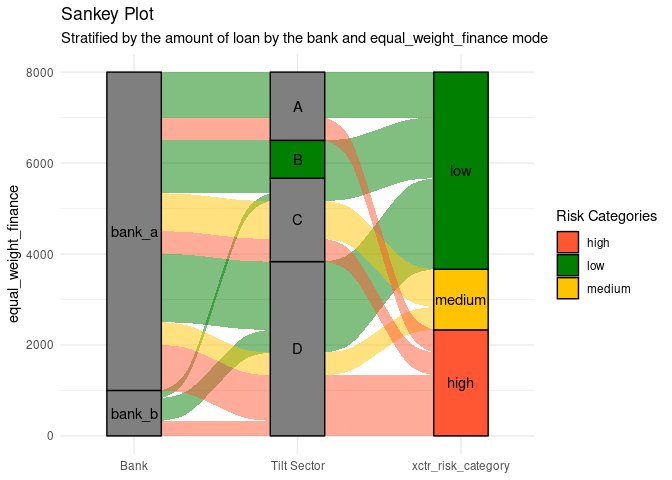 Sankey Plot
Stratified by the amount of loan by the bank and equal_weight_finance mode
equal_weight_finance
8000
6000
4000
2000
0
bank_a
bank_b
A
B
C
D
low
medium
high
Bank
Tilt Sector
xctr_risk_category
Risk Categories
high
low
medium